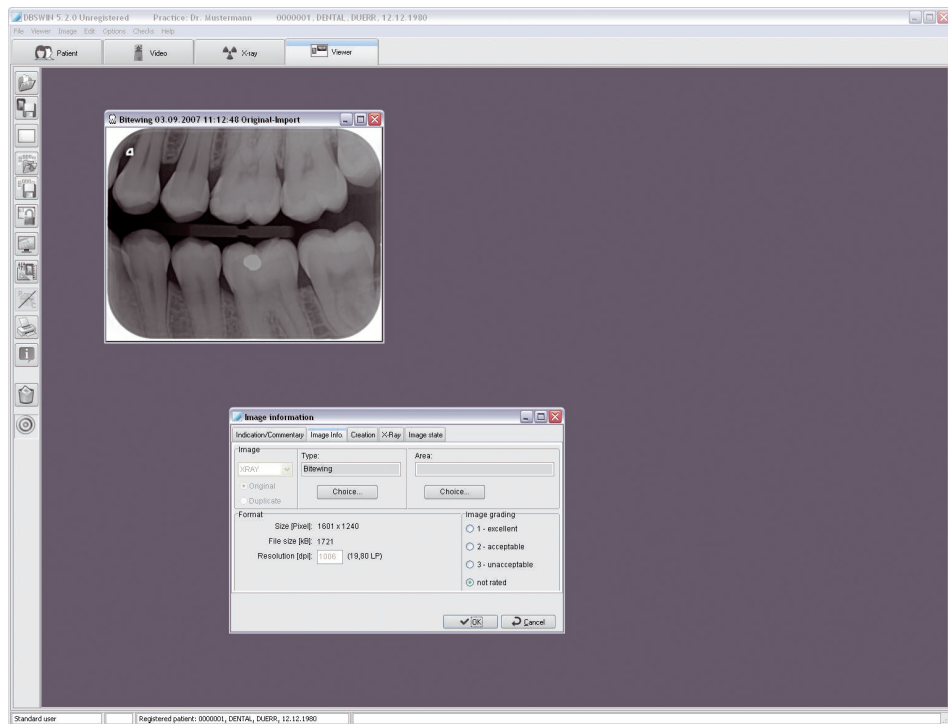 DBSWIN 5.2.0 Unregistered Practice: Dr. Mustermann 0000001, DENTAL, DUERR, 12.12.1980
File Viewer Image Edit Options Checks Help
Patient Video X-ray Viewer
Bitewing 03.09.2007 11:12:48 Original-Import
Image information
Indication/Commentary Image Info. Creation X-Ray Image state
Image Type: Area:
XRAY Bitewing
Original
Choice... Choice...
Duplicate
Format Image grading
Size [Pixel]: 1601 x 1240
1 - excellent
File size [kB]: 1721
2 - acceptable
Resolution [dpi]: 1006 (19,80 LP)
3 - unacceptable
not rated
OK Cancel
Standard user Registered patient: 0000001, DENTAL, DUERR, 12.12.1980